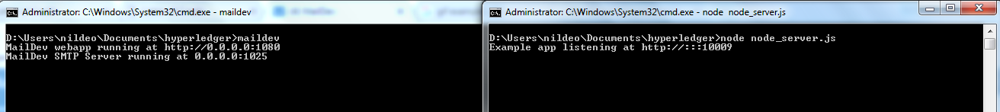 Administrator: C:\Windows\System32\cmd.exe - maildev
D:\Users\nildeo\Documents\hyperledger>maildev
MailDev webapp running at http://0.0.0.0:1080
MailDev SMTP Server running at 0.0.0.0:1025
Administrator: C:\Windows\System32\cmd.exe - node  node_server.js
D:\Users\nildeo\Documents\hyperledger>node node_server.js
Example app listening at http://:::10009